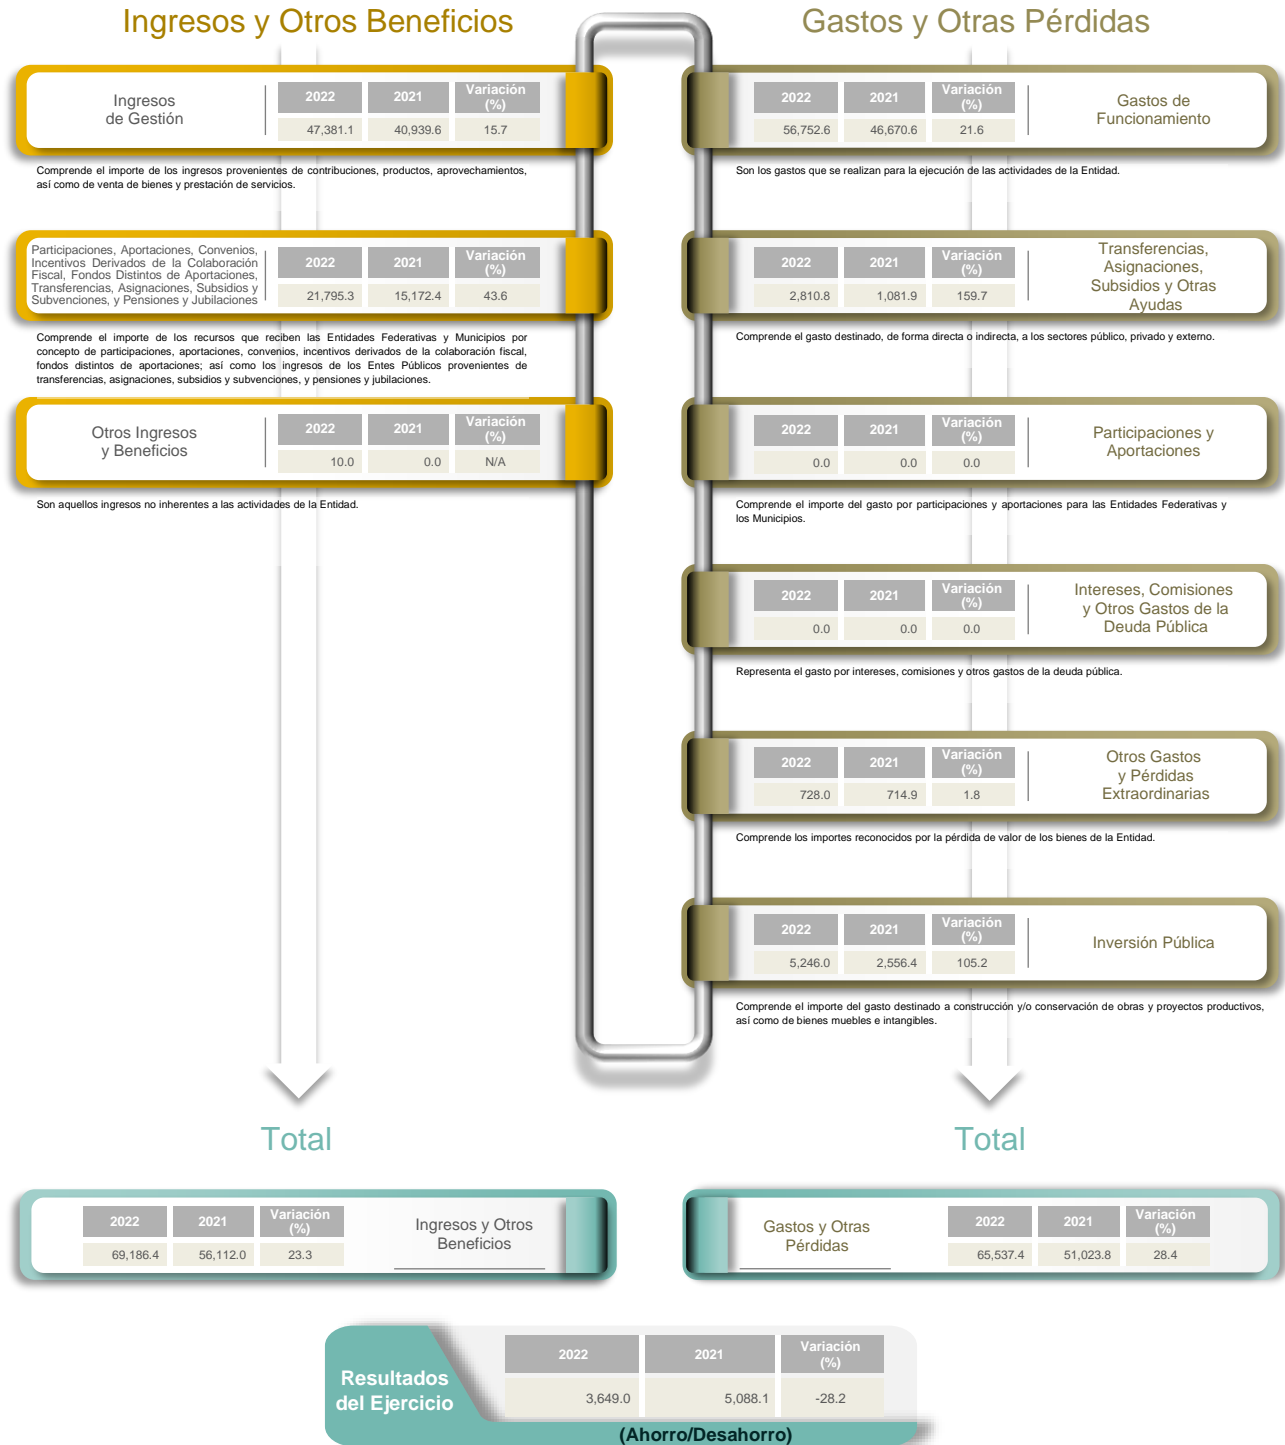 Ingresos y Otros Beneficios
Ingresos
de Gestión
2022 2021 Variación
(%)
47,381.1 40,939.6 15.7
Comprende el importe de los ingresos provenientes de contribuciones, productos, aprovechamientos,
así como de venta de bienes y prestación de servicios.
Participaciones, Aportaciones, Convenios,
Incentivos Derivados de la Colaboración
Fiscal, Fondos Distintos de Aportaciones,
Transferencias, Asignaciones, Subsidios y
Subvenciones, y Pensiones y Jubilaciones
2022 2021 Variación
(%)
21,795.3 15,172.4 43.6
Comprende el importe de los recursos que reciben las Entidades Federativas y Municipios por
concepto de participaciones, aportaciones, convenios, incentivos derivados de la colaboración fiscal,
fondos distintos de aportaciones; así como los ingresos de los Entes Públicos provenientes de
transferencias, asignaciones, subsidios y subvenciones, y pensiones y jubilaciones.
Otros Ingresos
y Beneficios
2022 2021 Variación
(%)
10.0 0.0 N/A
Son aquellos ingresos no inherentes a las actividades de la Entidad.
Gastos y Otras Pérdidas
2022 2021 Variación
(%)
56,752.6 46,670.6 21.6
Gastos de
Funcionamiento
Son los gastos que se realizan para la ejecución de las actividades de la Entidad.
2022 2021 Variación
(%)
2,810.8 1,081.9 159.7
Transferencias,
Asignaciones,
Subsidios y Otras
Ayudas
Comprende el gasto destinado, de forma directa o indirecta, a los sectores público, privado y externo.
2022 2021 Variación
(%)
0.0 0.0 0.0
Participaciones y
Aportaciones
Comprende el importe del gasto por participaciones y aportaciones para las Entidades Federativas y
los Municipios.
2022 2021 Variación
(%)
0.0 0.0 0.0
Intereses, Comisiones
y Otros Gastos de la
Deuda Pública
Representa el gasto por intereses, comisiones y otros gastos de la deuda pública.
2022 2021 Variación
(%)
728.0 714.9 1.8
Otros Gastos
y Pérdidas
Extraordinarias
Comprende los importes reconocidos por la pérdida de valor de los bienes de la Entidad.
2022 2021 Variación
(%)
5,246.0 2,556.4 105.2
Inversión Pública
Comprende el importe del gasto destinado a construcción y/o conservación de obras y proyectos productivos,
así como de bienes muebles e intangibles.
Total
2022 2021 Variación
(%)
69,186.4 56,112.0 23.3
Ingresos y Otros
Beneficios
Total
Gastos y Otras
Pérdidas
2022 2021 Variación
(%)
65,537.4 51,023.8 28.4
Resultados
del Ejercicio
2022 2021 Variación
(%)
3,649.0 5,088.1 -28.2
(Ahorro/Desahorro)